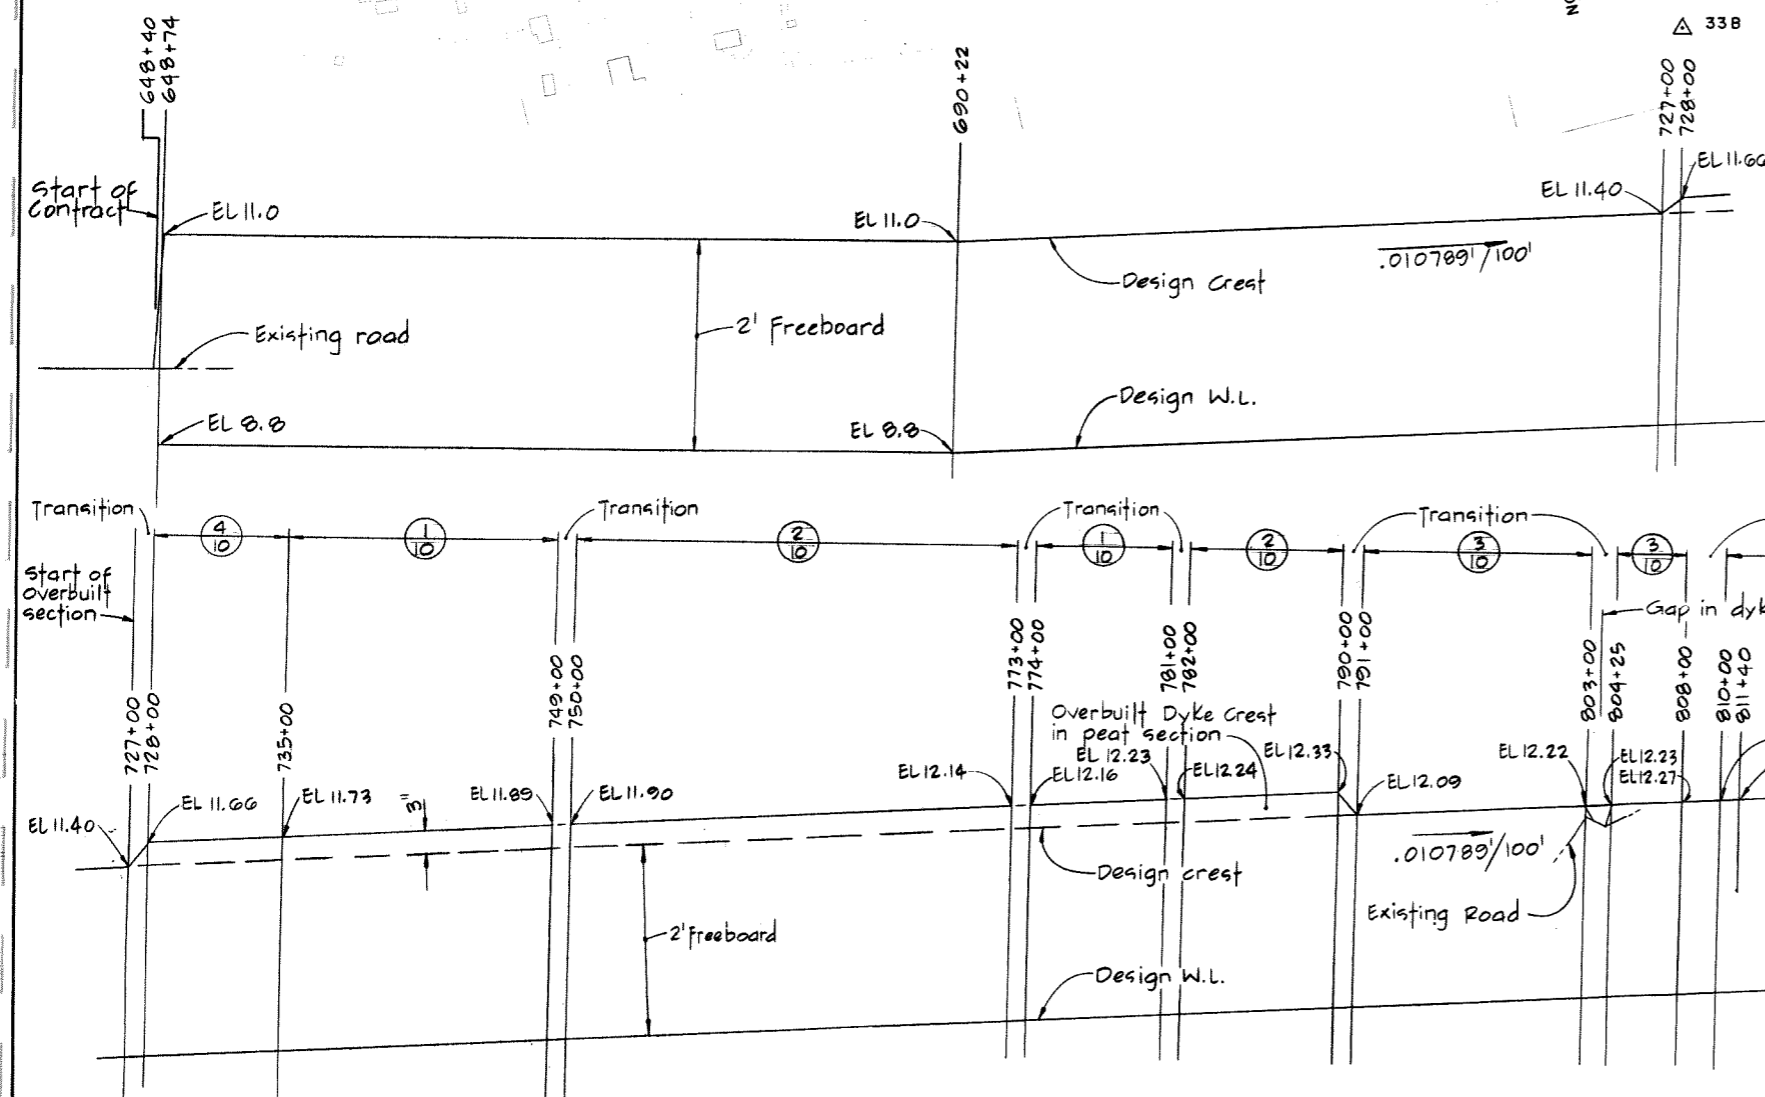 648+40
648+74
690+22
NO
33B
727+00
728+00
Start of
Contract
EL 11.0
EL 11.0
EL 11.40
EL 11.66
.010789'/100'
Design Crest
Existing road
2' Freeboard
EL 8.8
EL 8.8
Design W.L.
Transition
4
10
1
10
Transition
2
10
Transition
1
10
2
10
Transition
3
10
3
10
Start of
overbuilt
section
Gap in dyk
727+00
728+00
735+00
749+00
750+00
773+00
774+00
781+00
782+00
790+00
791+00
803+00
804+25
808+00
810+00
811+40
Overbuilt Dyke Crest
in peat section
EL 11.40
EL 11.66
EL 11.73
3"
EL 11.89
EL 11.90
EL 12.14
EL 12.16
EL 12.23
EL 12.24
EL 12.33
EL 12.09
EL 12.22
EL 12.23
EL 12.27
.010789'/100'
Design crest
Existing Road
2' Freeboard
Design W.L.